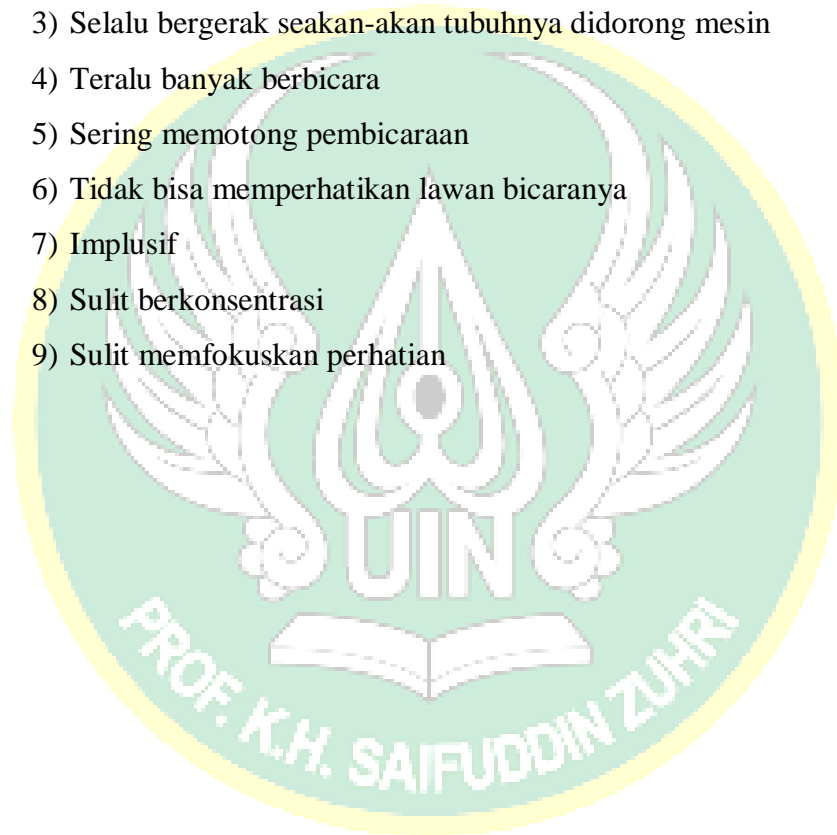 3) Selalu bergerak seakan-akan tubuhnya didorong mesin
4) Teralu banyak berbicara
5) Sering memotong pembicaraan
6) Tidak bisa memperhatikan lawan bicaranya
7) Implusif
8) Sulit berkonsentrasi
9) Sulit memfokuskan perhatian
UIN
PROF. K.H. SAIFUDDIN ZUHRI